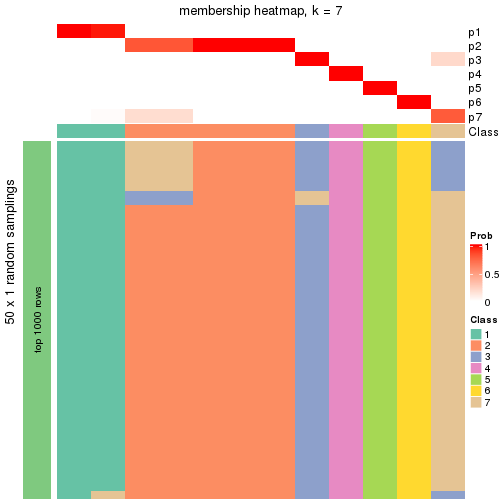 membership heatmap, k = 7
p1
p2
p3
p4
p5
p6
p7
Class
50 x 1 random samplings
top 1000 rows
Prob
1
0.5
0
Class
1
2
3
4
5
6
7